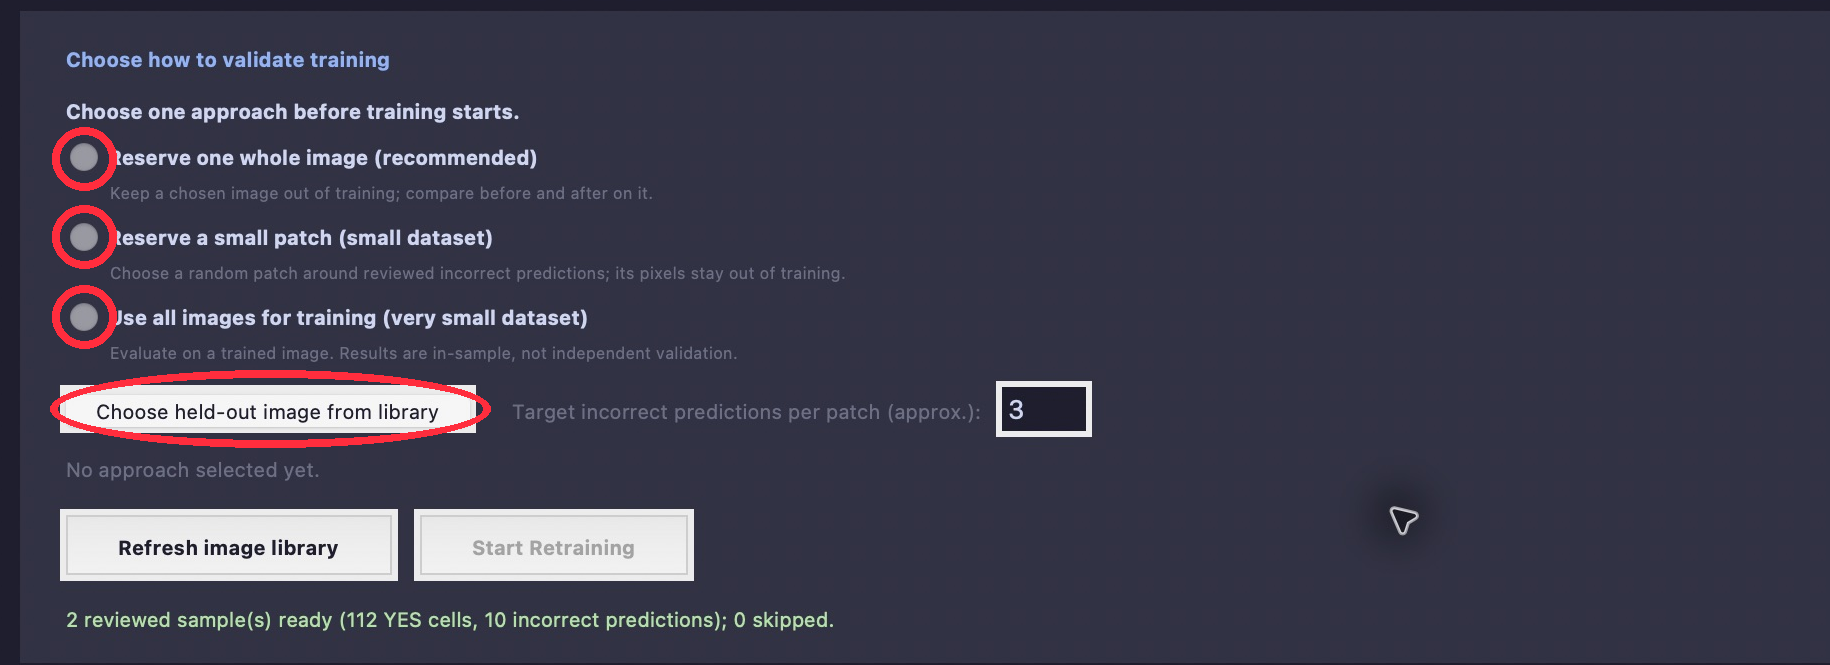 Choose how to validate training
Choose one approach before training starts.
Reserve one whole image (recommended)
Keep a chosen image out of training; compare before and after on it.
Reserve a small patch (small dataset)
Choose a random patch around reviewed incorrect predictions; its pixels stay out of training.
Use all images for training (very small dataset)
Evaluate on a trained image. Results are in-sample, not independent validation.
Choose held-out image from library Target incorrect predictions per patch (approx.): 3
No approach selected yet.
Refresh image library Start Retraining
2 reviewed sample(s) ready (112 YES cells, 10 incorrect predictions); 0 skipped.